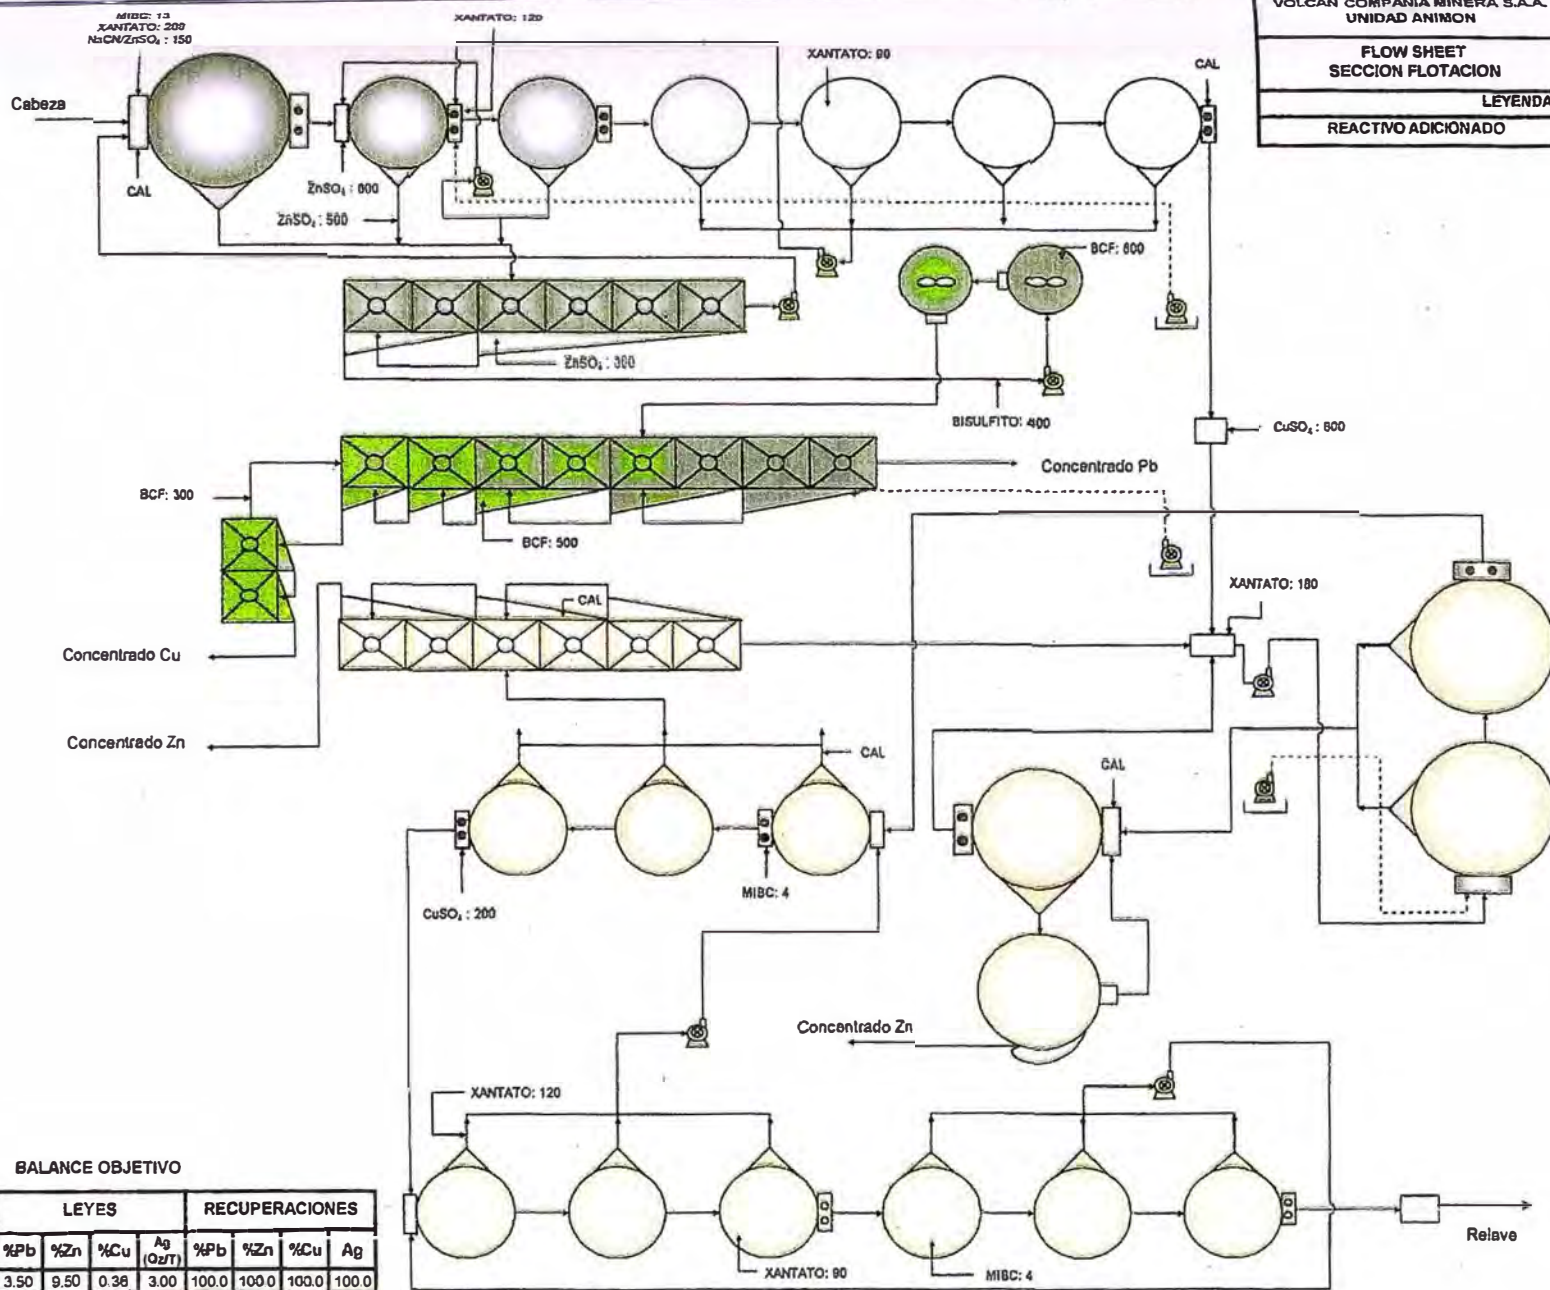 MIBC: 13
XANTATO: 200
NaCN/ZnSO₄ : 150
XANTATO: 120
VOLCAN COMPAÑIA MINERA S.A.A.
UNIDAD ANIMON
FLOW SHEET
SECCION FLOTACION
LEYENDA
REACTIVO ADICIONADO
XANTATO: 90
CAL
Cabeza
CAL
ZnSO₄ : 600
ZnSO₄ : 500
BCF: 600
ZnSO₄ : 300
BISULFITO: 400
CuSO₄ : 600
Concentrado Pb
BCF: 300
BCF: 500
XANTATO: 180
CAL
Concentrado Cu
Concentrado Zn
CAL
CAL
MIBC: 4
CuSO₄ : 200
Concentrado Zn
XANTATO: 120
BALANCE OBJETIVO
LEYES RECUPERACIONES
%Pb %Zn %Cu Ag (Oz/T) %Pb %Zn %Cu Ag
3.50 9.50 0.36 3.00 100.0 100.0 100.0 100.0
XANTATO: 90
MIBC: 4
Relave